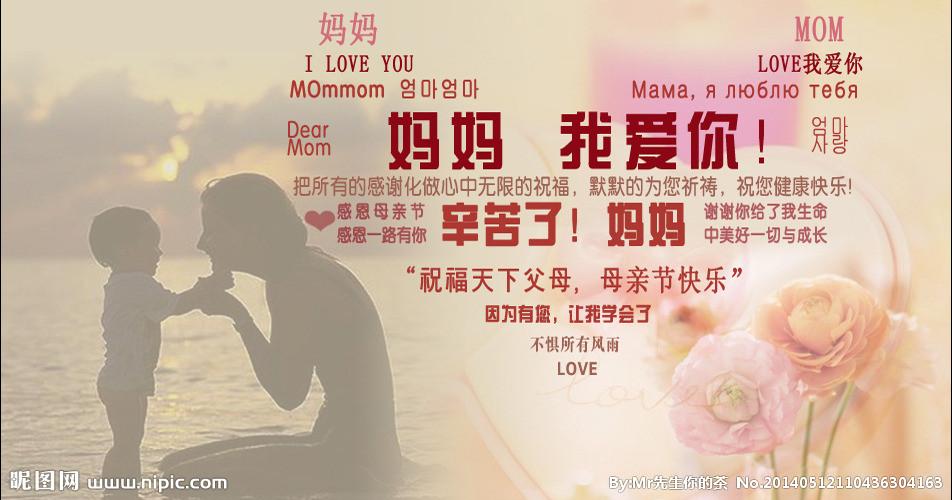 妈妈
MOM
I LOVE YOU
LOVE我爱你
MOmmom 엄마엄마
Мама, я люблю тебя
Dear
Mom
妈妈 我爱你!
엄마
사랑
把所有的感谢化做心中无限的祝福，默默的为您祈祷，祝您健康快乐!
感恩母亲节
感恩一路有你
辛苦了! 妈妈
谢谢你给了我生命
中美好一切与成长
“祝福天下父母，母亲节快乐”
因为有您，让我学会了
不惧所有风雨
LOVE
love
昵图网 www.nipic.com
By:Mr先生你的荼 No.20140512110436304163